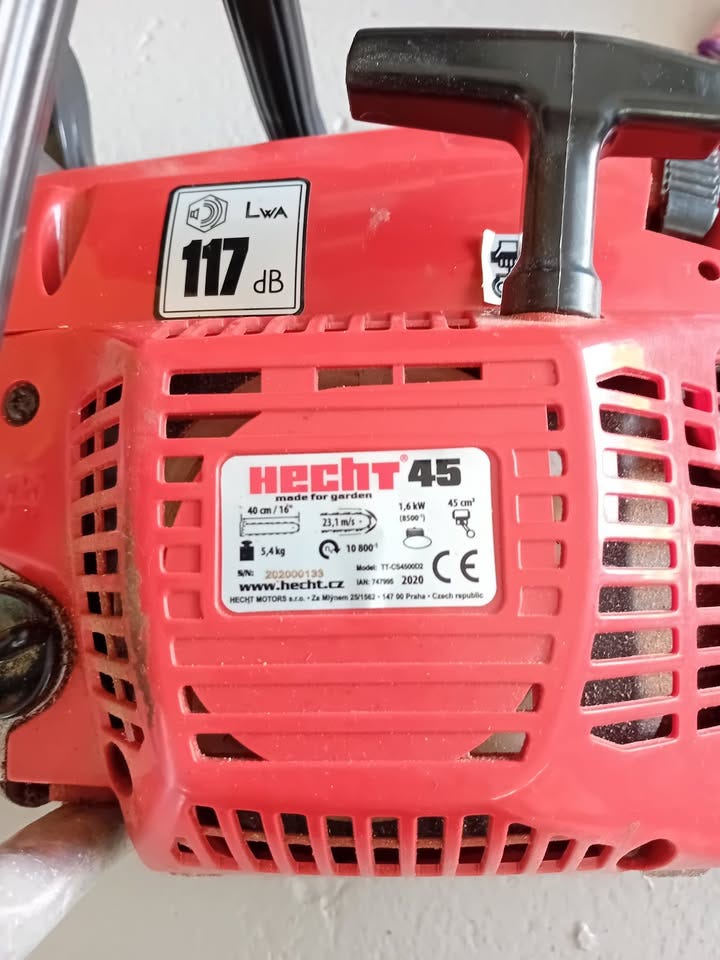 LWA
117 dB
HECHT® 45
made for garden
40 cm / 16"
23,1 m/s
1,6 kW
(8500⁻¹)
45 cm³
5,4 kg
10 800⁻¹
Model: TT-CS4500D2
S/N: 202000133
IAN: 747995 2020
CE
www.hecht.cz
HECHT MOTORS s.r.o. • Za Mlýnem 25/1562 • 147 00 Praha • Czech republic